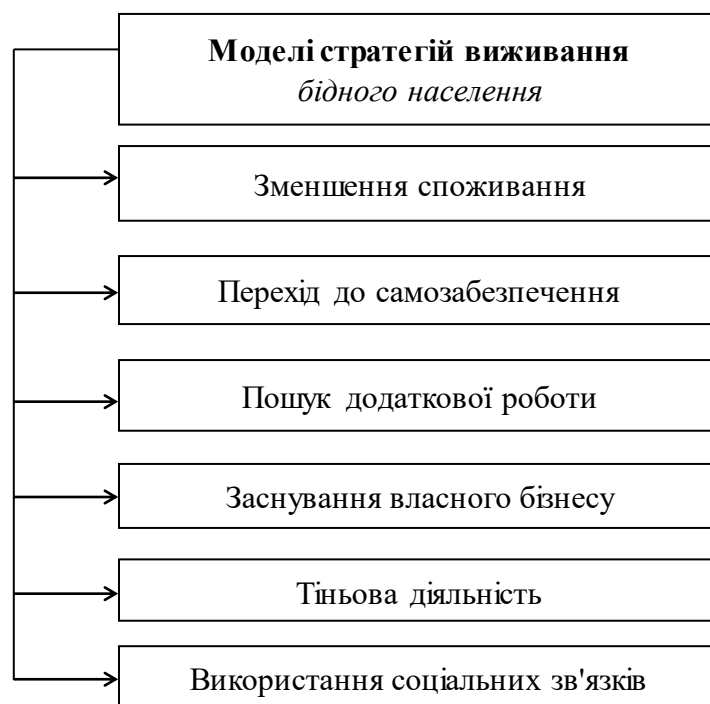 Моделі стратегій виживання
бідного населення
Зменшення споживання
Перехід до самозабезпечення
Пошук додаткової роботи
Заснування власного бізнесу
Тіньова діяльність
Використання соціальних зв'язків